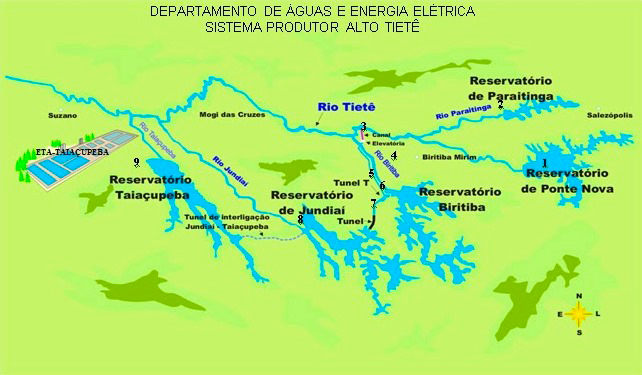 DEPARTAMENTO DE ÁGUAS E ENERGIA ELÉTRICA
SISTEMA PRODUTOR ALTO TIETÊ
Reservatório
de Paraitinga
2
Rio Paraitinga
Salezópolis
Suzano
Mogi das Cruzes
Rio Tietê
3
Canal
Elevatória
Rio Taiaçupeba
ETA-TAIAÇUPEBA
9
Rio Jundiaí
Rio Biritiba
4
Biritiba Mirim
1
Reservatório
de Ponte Nova
Reservatório
Taiaçupeba
5
Tunel T
6
Reservatório
Biritiba
Reservatório
de Jundiaí
7
8
Tunel
Tunel de Interligação
Jundiaí - Taiaçupeba
N
E
L
S